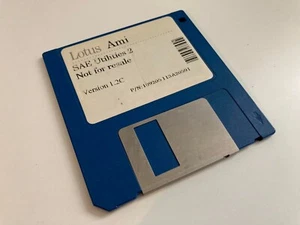 Lotus Ami
SAE Utilities 2
Not for resale
Version 1.2C